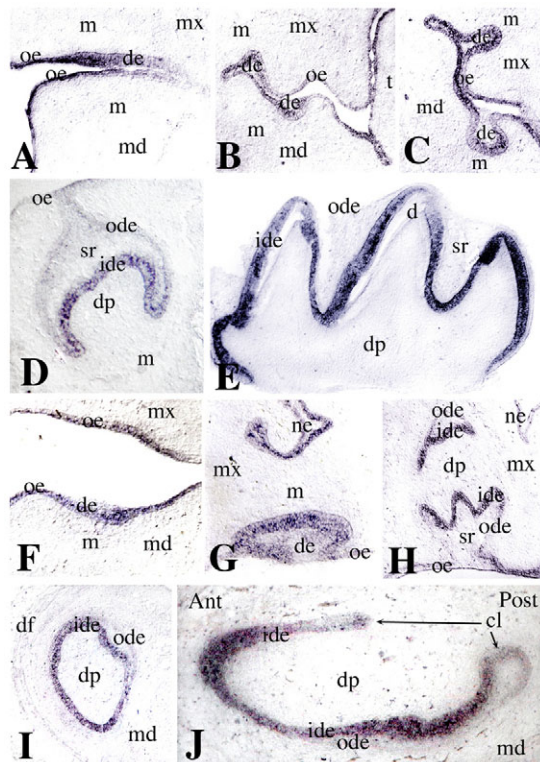 m
mx
oe
de
oe
m
md
A
m
mx
de
oe
t
de
m
md
B
m
de
mx
oe
md
de
C
m
oe
ode
sr
ide
dp
m
D
ode
d
ide
sr
dp
E
oe
mx
oe
de
m
md
F
ne
mx
m
de
oe
G
ode
ne
ide
dp
mx
ide
ode
sr
oe
H
df
ide
ode
dp
md
I
Ant
Post
cl
ide
dp
ide
ode
md
J